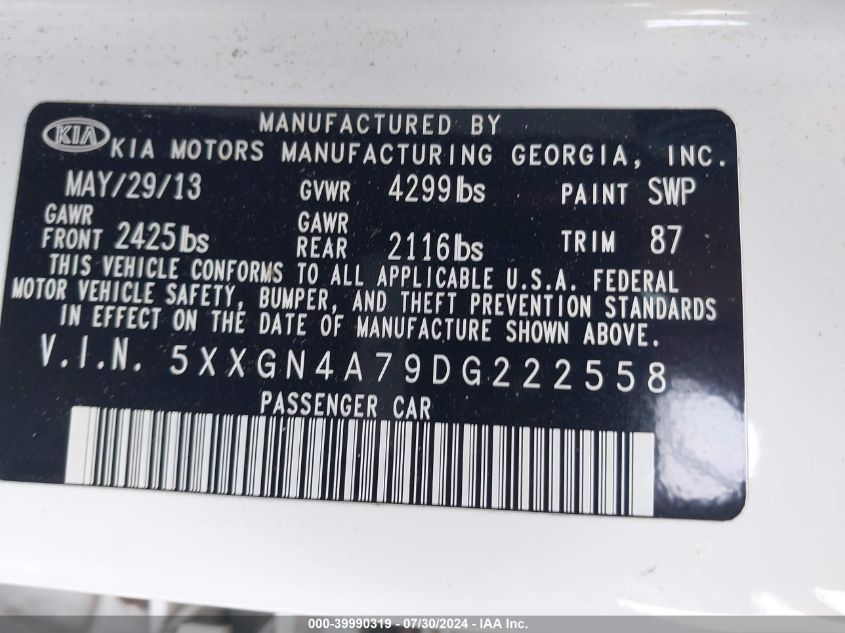 MANUFACTURED BY
KIA KIA MOTORS MANUFACTURING GEORGIA, INC.
MAY/29/13 GVWR 4299lbs PAINT SWP
GAWR FRONT 2425lbs GAWR REAR 2116lbs TRIM 87
THIS VEHICLE CONFORMS TO ALL APPLICABLE U.S.A. FEDERAL
MOTOR VEHICLE SAFETY, BUMPER, AND THEFT PREVENTION STANDARDS
IN EFFECT ON THE DATE OF MANUFACTURE SHOWN ABOVE.
V.I.N. 5XXGN4A79DG222558
PASSENGER CAR
000-39990319 - 07/30/2024 - IAA Inc.